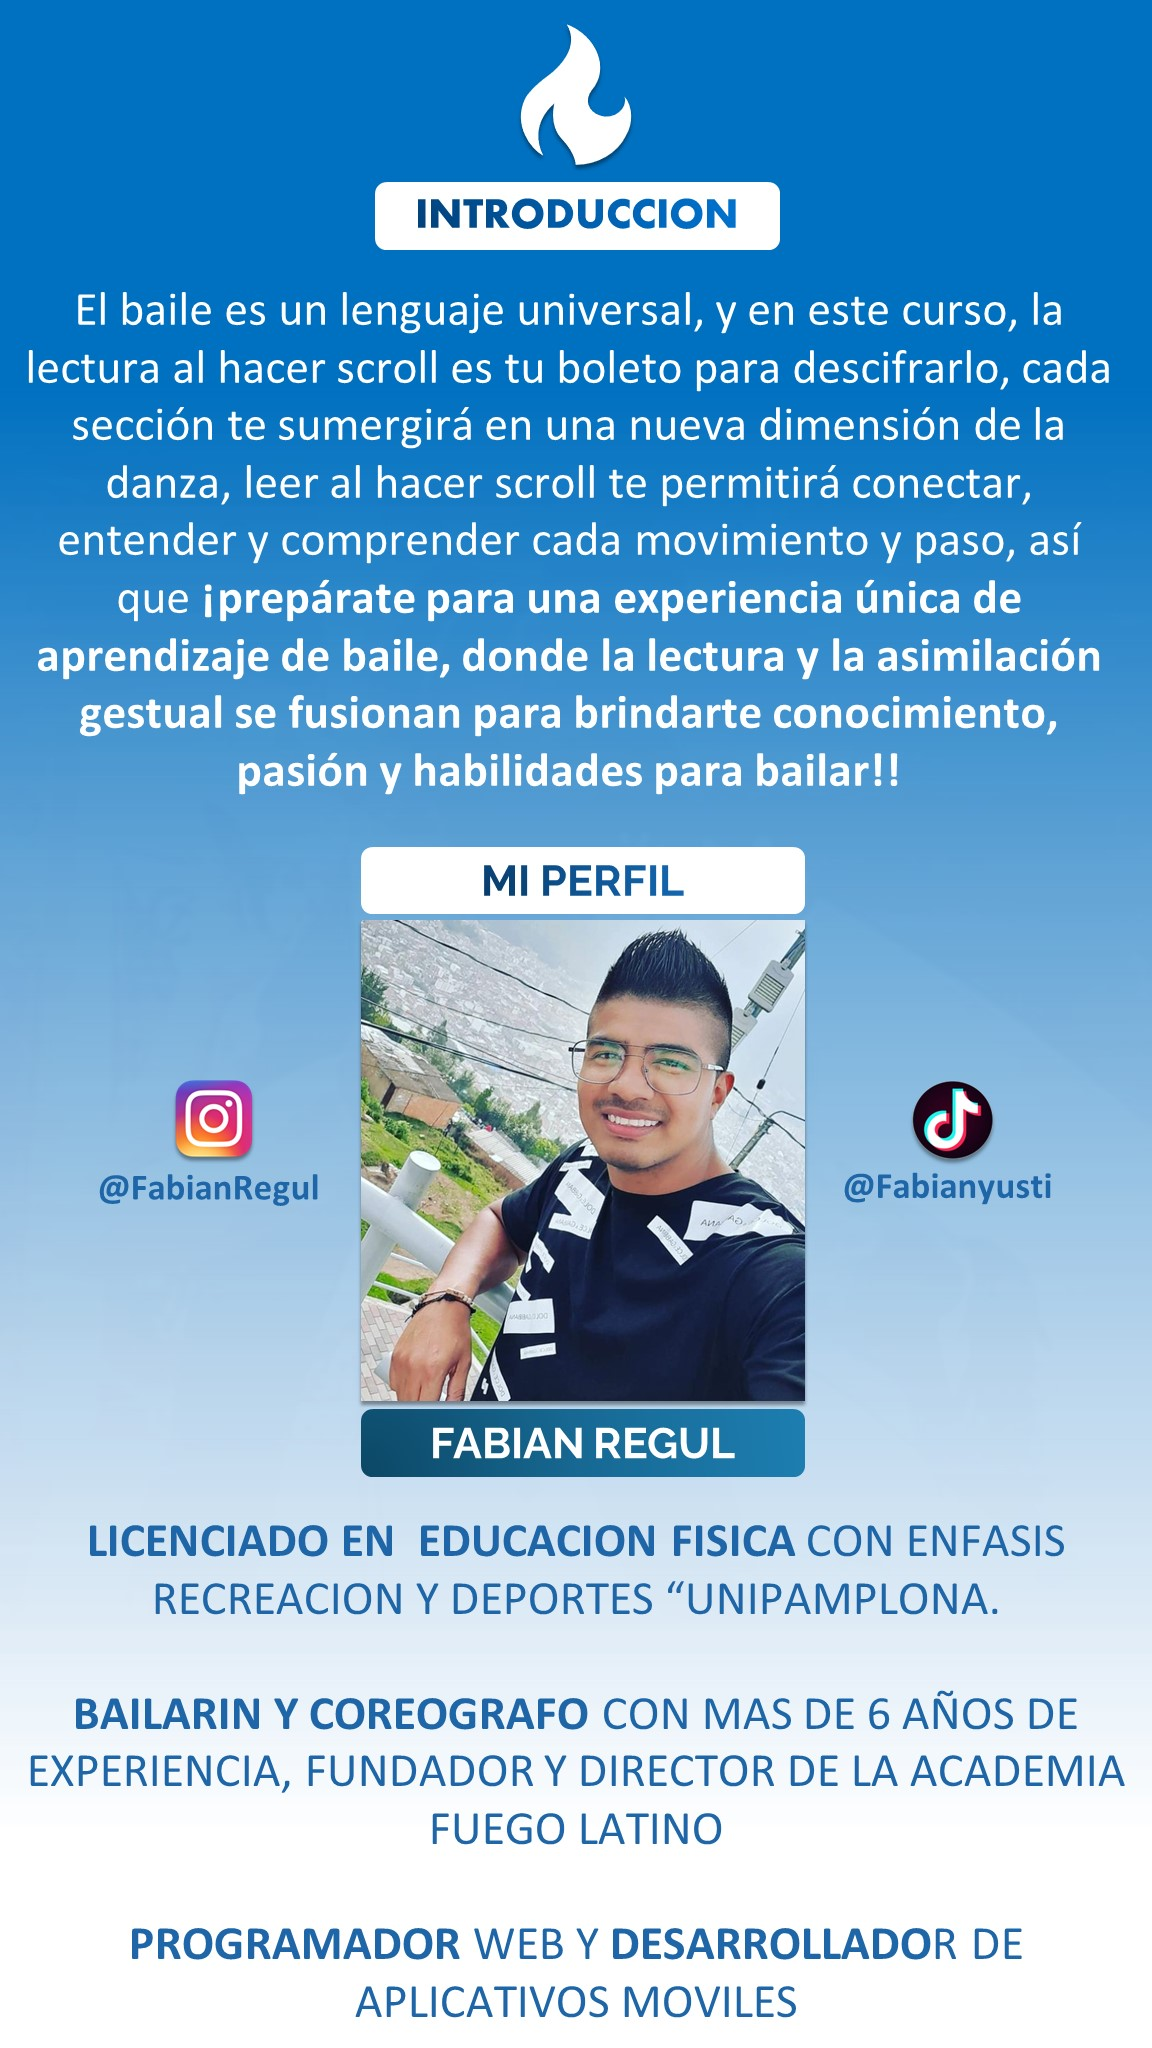 INTRODUCCION
El baile es un lenguaje universal, y en este curso, la
lectura al hacer scroll es tu boleto para descifrarlo, cada
sección te sumergirá en una nueva dimensión de la
danza, leer al hacer scroll te permitirá conectar,
entender y comprender cada movimiento y paso, así
que ¡prepárate para una experiencia única de
aprendizaje de baile, donde la lectura y la asimilación
gestual se fusionan para brindarte conocimiento,
pasión y habilidades para bailar!!
MI PERFIL
@FabianRegul
@Fabianyusti
FABIAN REGUL
LICENCIADO EN  EDUCACION FISICA CON ENFASIS
RECREACION Y DEPORTES “UNIPAMPLONA.
BAILARIN Y COREOGRAFO CON MAS DE 6 AÑOS DE
EXPERIENCIA, FUNDADOR Y DIRECTOR DE LA ACADEMIA
FUEGO LATINO
PROGRAMADOR WEB Y DESARROLLADOR DE
APLICATIVOS MOVILES